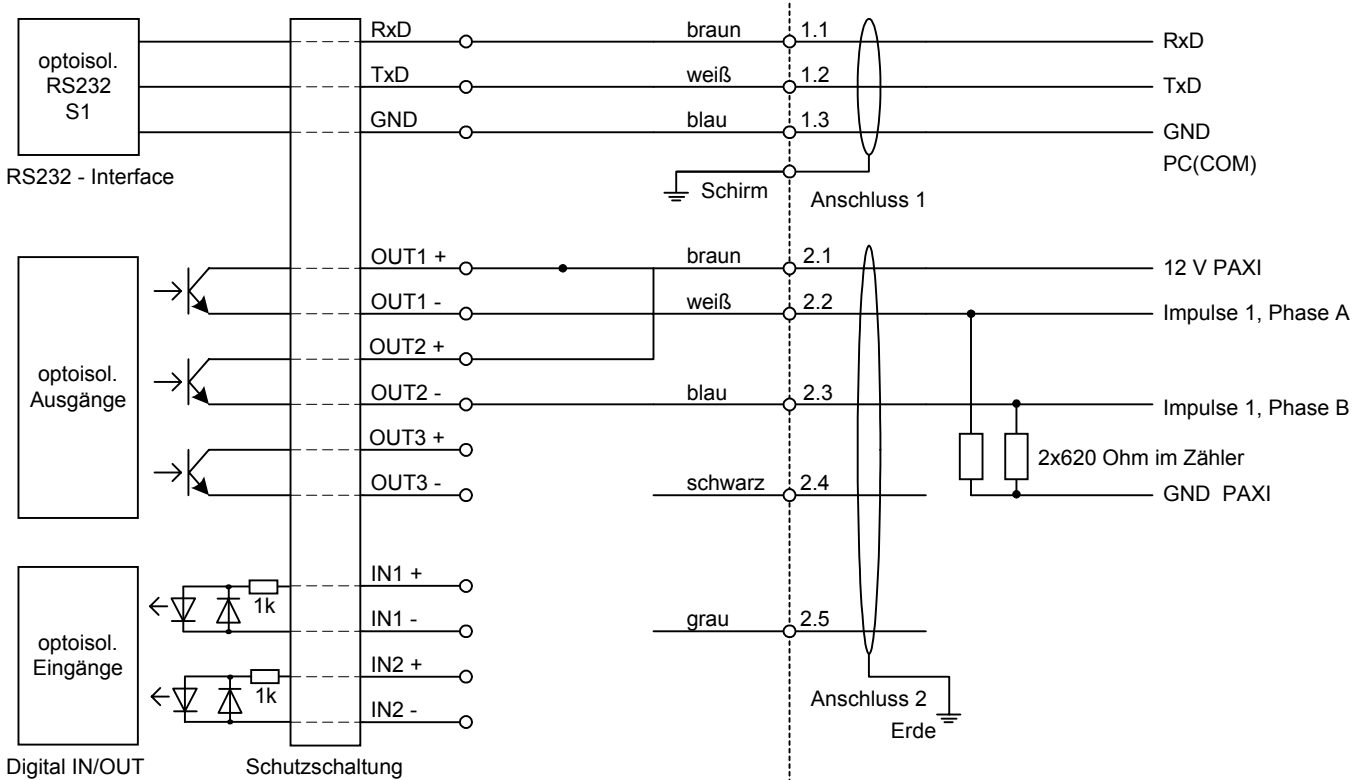 optoisol.
RS232
S1
RS232 - Interface
RxD
TxD
GND
braun
weiß
blau
1.1
1.2
1.3
RxD
TxD
GND
PC(COM)
Schirm
Anschluss 1
optoisol.
Ausgänge
OUT1 +
OUT1 -
OUT2 +
OUT2 -
OUT3 +
OUT3 -
braun
weiß
blau
schwarz
grau
2.1
2.2
2.3
2.4
2.5
12 V PAXI
Impulse 1, Phase A
Impulse 1, Phase B
2x620 Ohm im Zähler
GND PAXI
optoisol.
Eingänge
1k
1k
IN1 +
IN1 -
IN2 +
IN2 -
Anschluss 2
Erde
Digital IN/OUT
Schutzschaltung